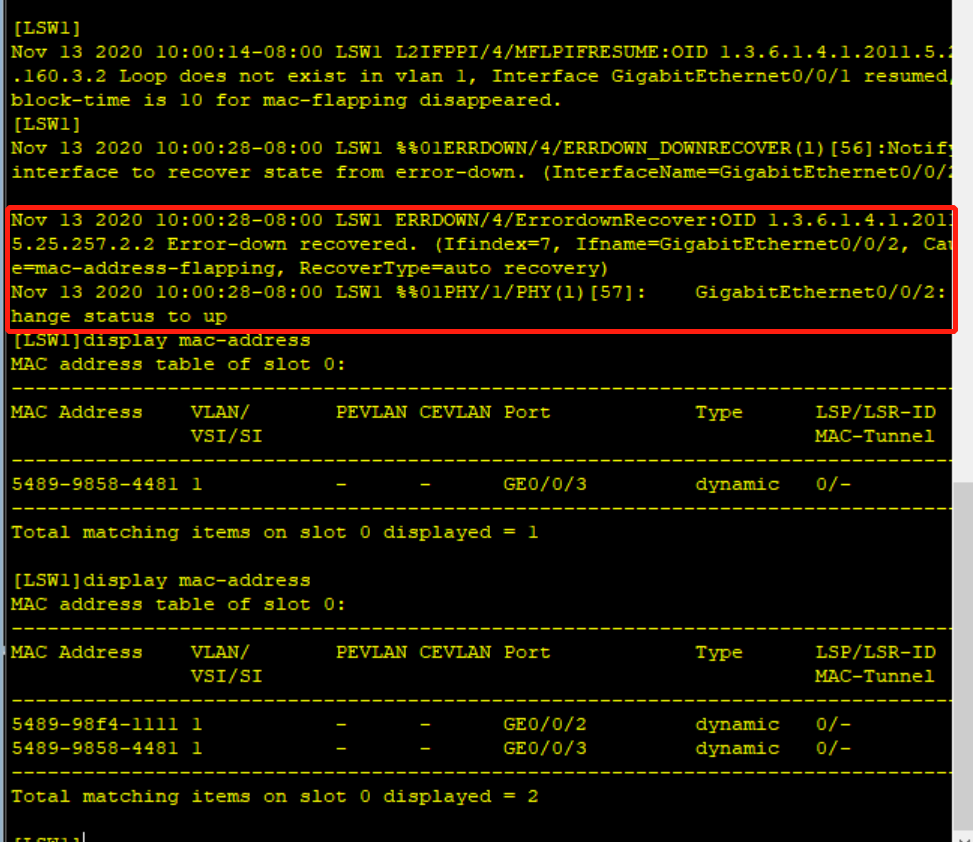 [LSW1]
Nov 13 2020 10:00:14-08:00 LSW1 L2IFPPI/4/MFLPIFRESUME:OID 1.3.6.1.4.1.2011.5.2
.160.3.2 Loop does not exist in vlan 1, Interface GigabitEthernet0/0/1 resumed,
block-time is 10 for mac-flapping disappeared.
[LSW1]
Nov 13 2020 10:00:28-08:00 LSW1 %%01ERRDOWN/4/ERRDOWN_DOWNRECOVER(l)[56]:Notify
interface to recover state from error-down. (InterfaceName=GigabitEthernet0/0/2
Nov 13 2020 10:00:28-08:00 LSW1 ERRDOWN/4/ErrordownRecover:OID 1.3.6.1.4.1.2011
5.25.257.2.2 Error-down recovered. (Ifindex=7, Ifname=GigabitEthernet0/0/2, Cau
e=mac-address-flapping, RecoverType=auto recovery)
Nov 13 2020 10:00:28-08:00 LSW1 %%01PHY/1/PHY(l)[57]:    GigabitEthernet0/0/2:
hange status to up
[LSW1]display mac-address
MAC address table of slot 0:
-------------------------------------------------------------------------------
MAC Address    VLAN/       PEVLAN CEVLAN Port            Type      LSP/LSR-ID
               VSI/SI                                              MAC-Tunnel
-------------------------------------------------------------------------------
5489-9858-4481 1           -      -      GE0/0/3         dynamic   0/-
-------------------------------------------------------------------------------
Total matching items on slot 0 displayed = 1
[LSW1]display mac-address
MAC address table of slot 0:
-------------------------------------------------------------------------------
MAC Address    VLAN/       PEVLAN CEVLAN Port            Type      LSP/LSR-ID
               VSI/SI                                              MAC-Tunnel
-------------------------------------------------------------------------------
5489-98f4-1111 1           -      -      GE0/0/2         dynamic   0/-
5489-9858-4481 1           -      -      GE0/0/3         dynamic   0/-
-------------------------------------------------------------------------------
Total matching items on slot 0 displayed = 2
[LSW1]